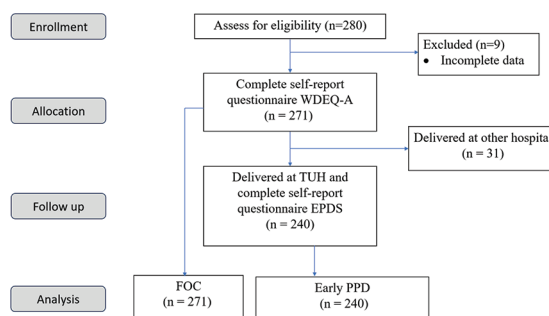 Enrollment
Assess for eligibility (n=280)
Excluded (n=9)
• Incomplete data
Allocation
Complete self-report
questionnaire WDEQ-A
(n = 271)
Delivered at other hospita
(n = 31)
Follow up
Delivered at TUH and
complete self-report
questionnaire EPDS
(n = 240)
Analysis
FOC
(n = 271)
Early PPD
(n = 240)